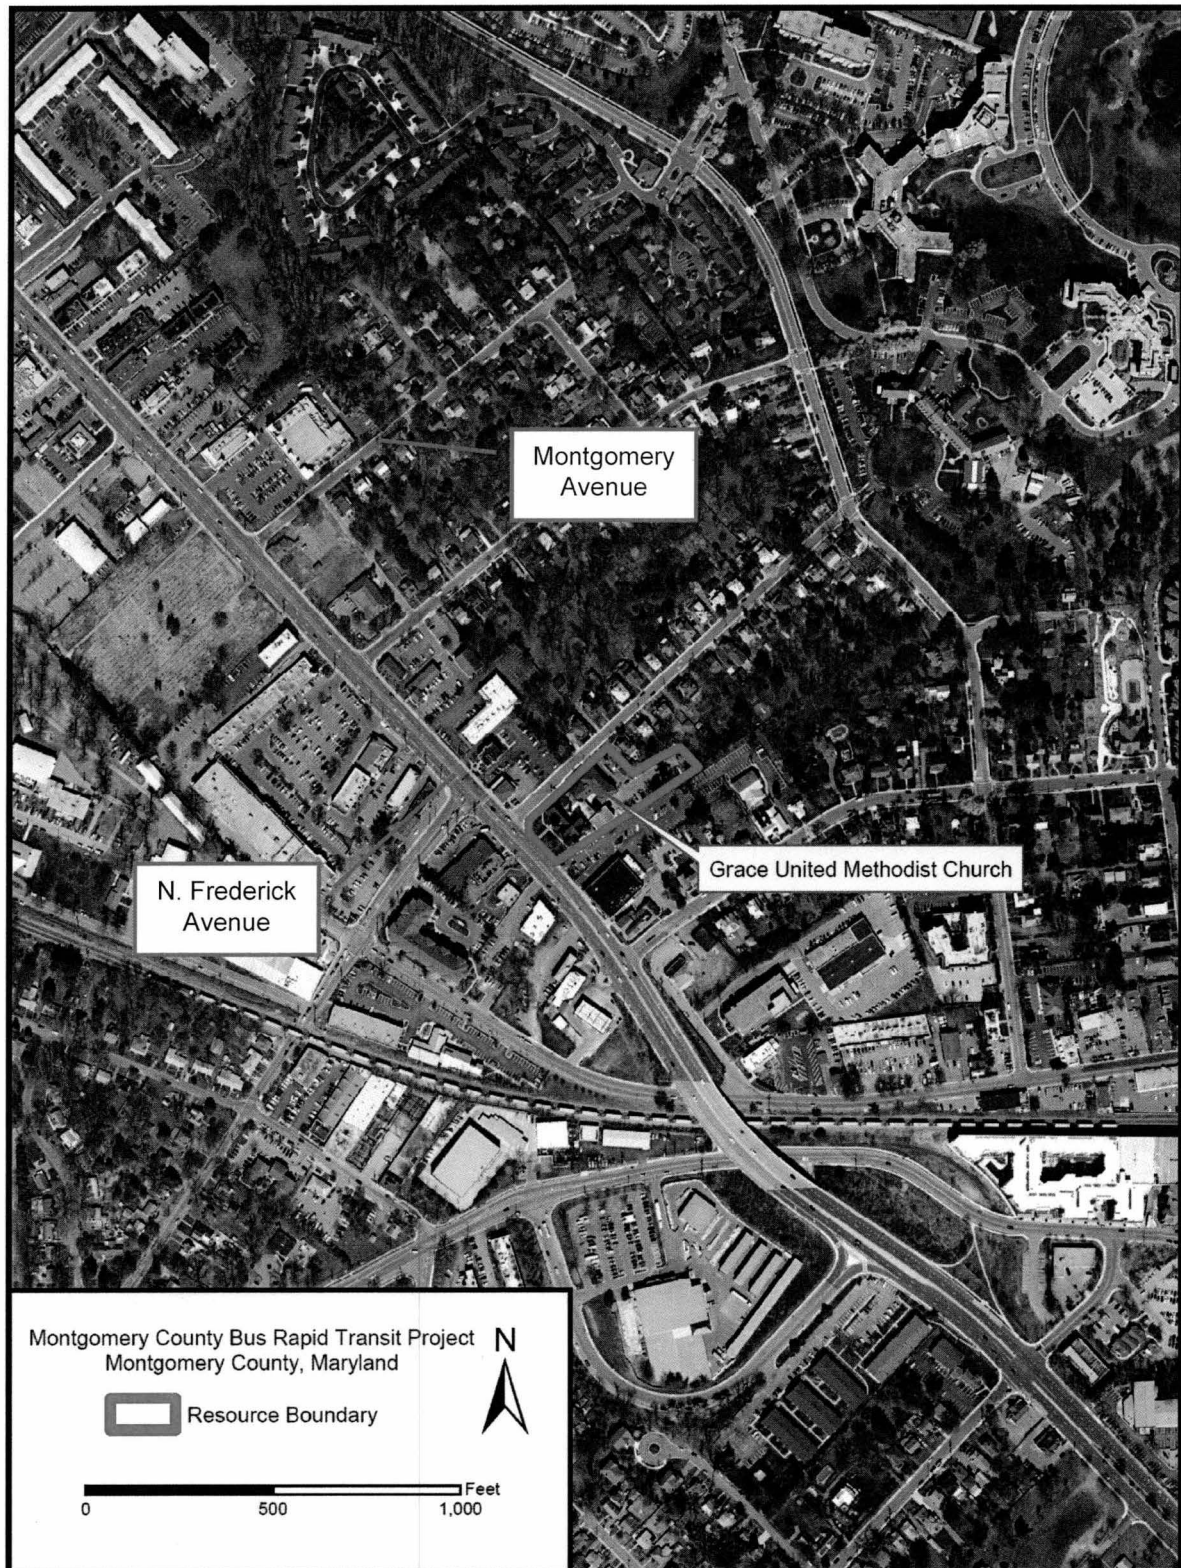 Montgomery
Avenue
Grace United Methodist Church
N. Frederick
Avenue
Montgomery County Bus Rapid Transit Project
Montgomery County, Maryland
N
Resource Boundary
Feet
0 500 1,000